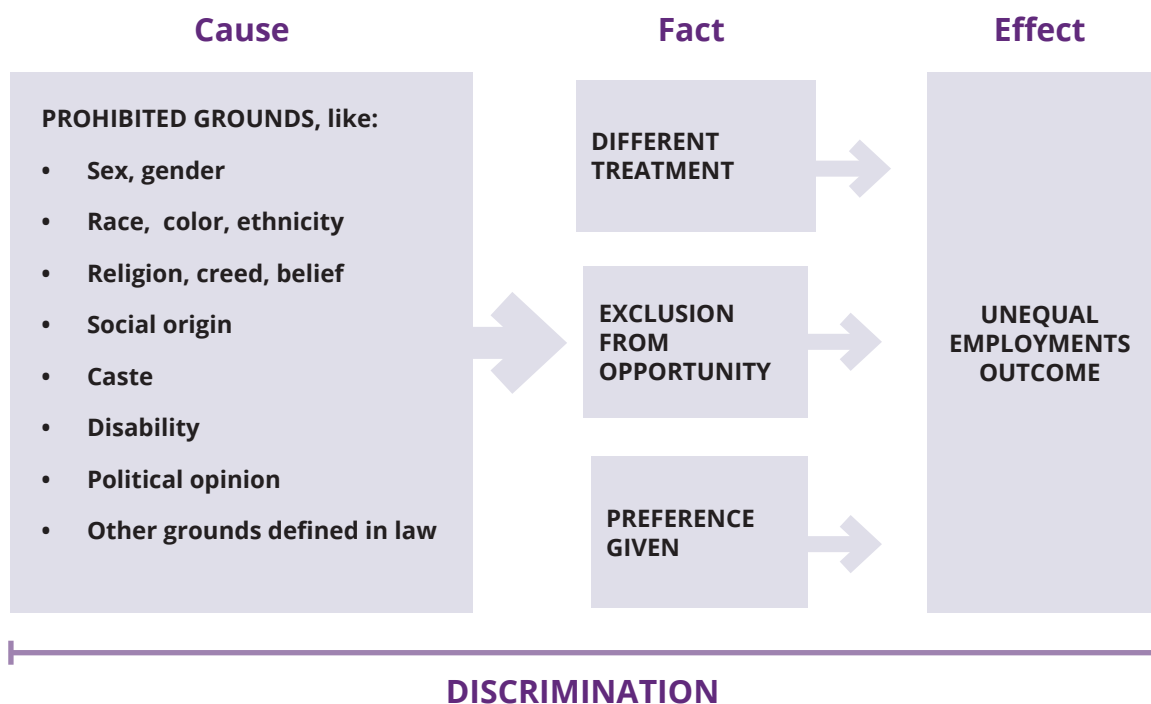 Cause
Fact
Effect
PROHIBITED GROUNDS, like:
• Sex, gender
• Race, color, ethnicity
• Religion, creed, belief
• Social origin
• Caste
• Disability
• Political opinion
• Other grounds defined in law
DIFFERENT
TREATMENT
EXCLUSION
FROM
OPPORTUNITY
PREFERENCE
GIVEN
UNEQUAL
EMPLOYMENTS
OUTCOME
DISCRIMINATION